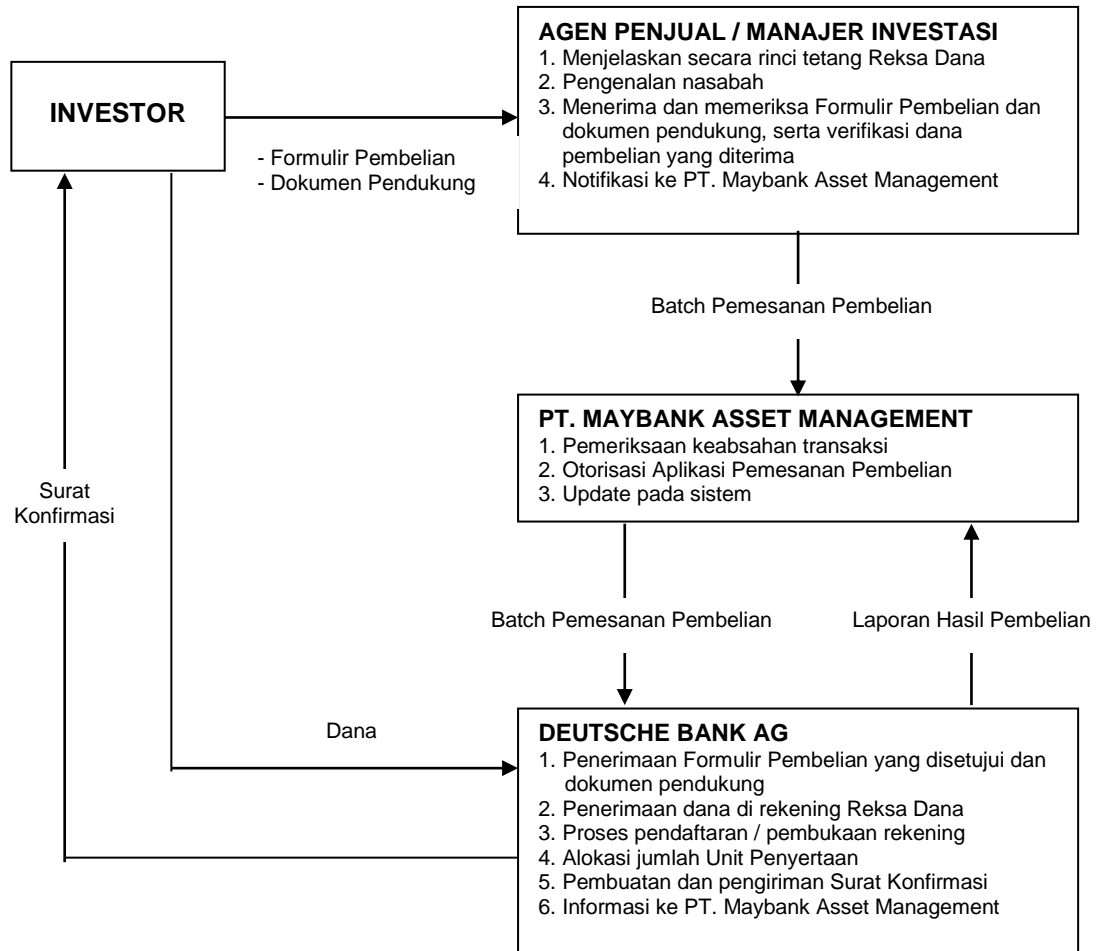 AGEN PENJUAL / MANAJER INVESTASI
1. Menjelaskan secara rinci tetang Reksa Dana
2. Pengenalan nasabah
3. Menerima dan memeriksa Formulir Pembelian dan
dokumen pendukung, serta verifikasi dana
pembelian yang diterima
4. Notifikasi ke PT. Maybank Asset Management
INVESTOR
- Formulir Pembelian
- Dokumen Pendukung
Batch Pemesanan Pembelian
PT. MAYBANK ASSET MANAGEMENT
1. Pemeriksaan keabsahan transaksi
2. Otorisasi Aplikasi Pemesanan Pembelian
3. Update pada sistem
Surat
Konfirmasi
Batch Pemesanan Pembelian
Laporan Hasil Pembelian
Dana
DEUTSCHE BANK AG
1. Penerimaan Formulir Pembelian yang disetujui dan
dokumen pendukung
2. Penerimaan dana di rekening Reksa Dana
3. Proses pendaftaran / pembukaan rekening
4. Alokasi jumlah Unit Penyertaan
5. Pembuatan dan pengiriman Surat Konfirmasi
6. Informasi ke PT. Maybank Asset Management